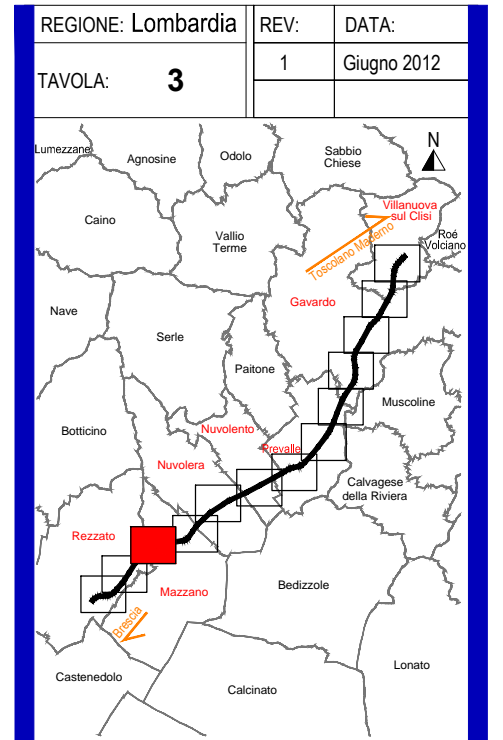 REGIONE: Lombardia
REV:
DATA:
TAVOLA: 3
1
Giugno 2012
Lumezzane
Agnosine
Odolo
Sabbio
Chiese
N
Caino
Vallio
Terme
Villanuova
sul Clisi
Roé
Volciano
Toscolano Maderno
Gavardo
Nave
Serle
Paitone
Muscoline
Botticino
Nuvolento
Prevalle
Nuvolera
Calvagese
della Riviera
Rezzato
Mazzano
Bedizzole
Brescia
Castenedolo
Calcinato
Lonato